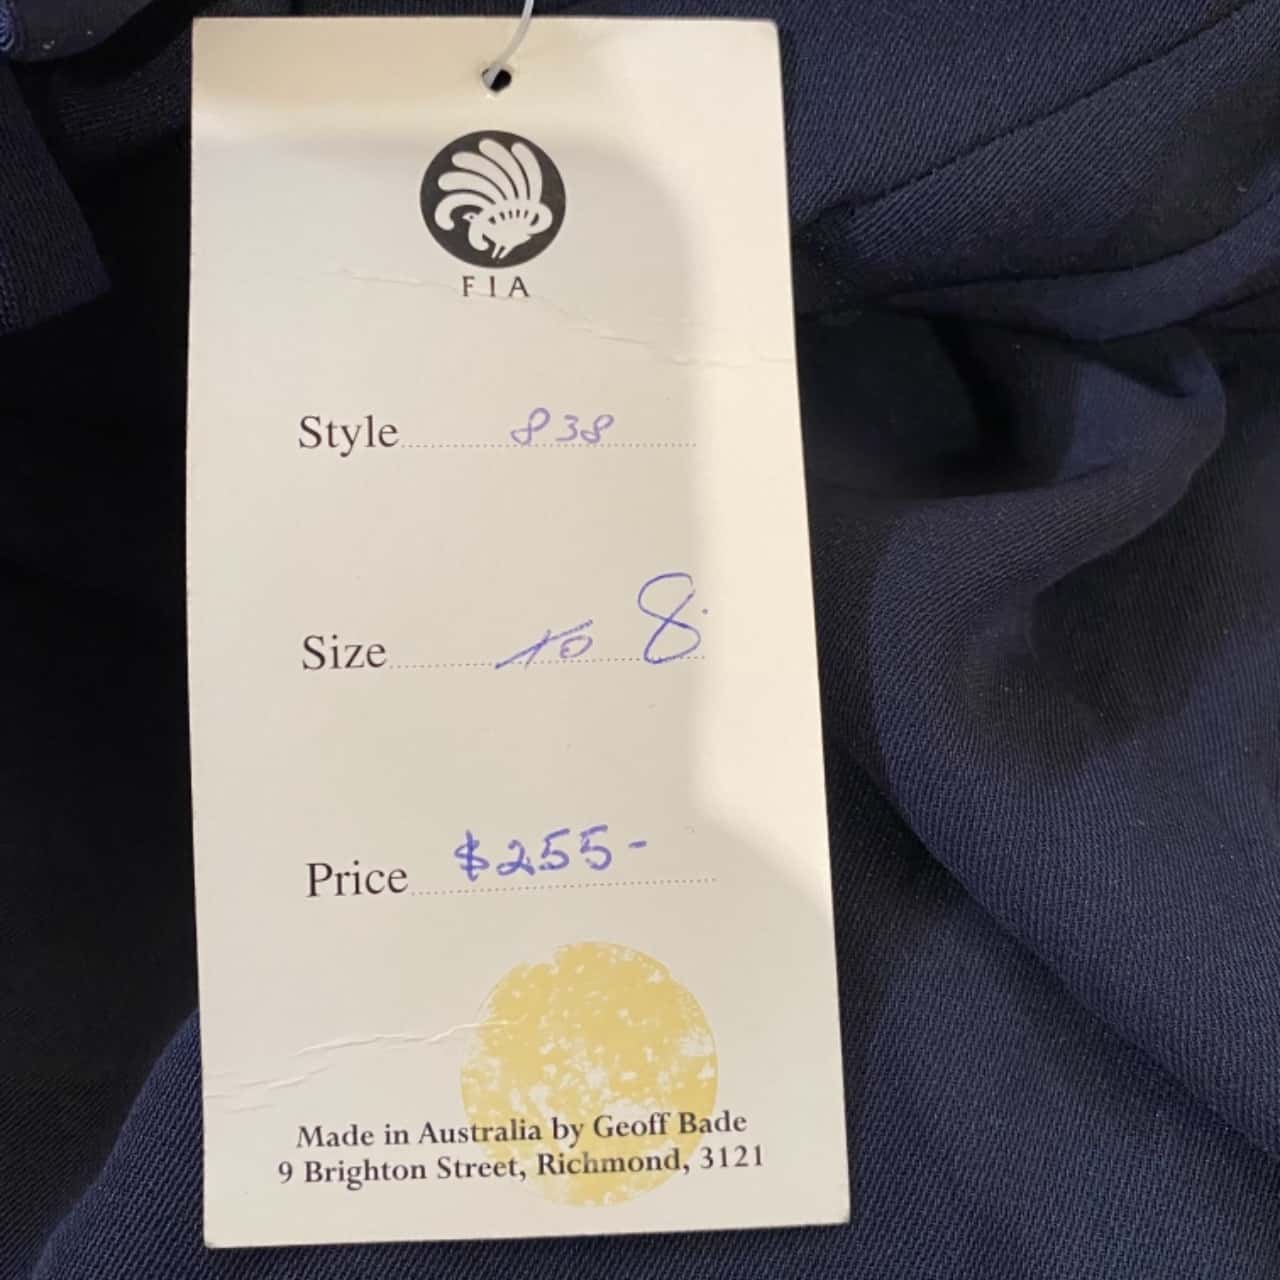 FIA
Style 838
Size 10 8
Price $255-
Made in Australia by Geoff Bade
9 Brighton Street, Richmond, 3121